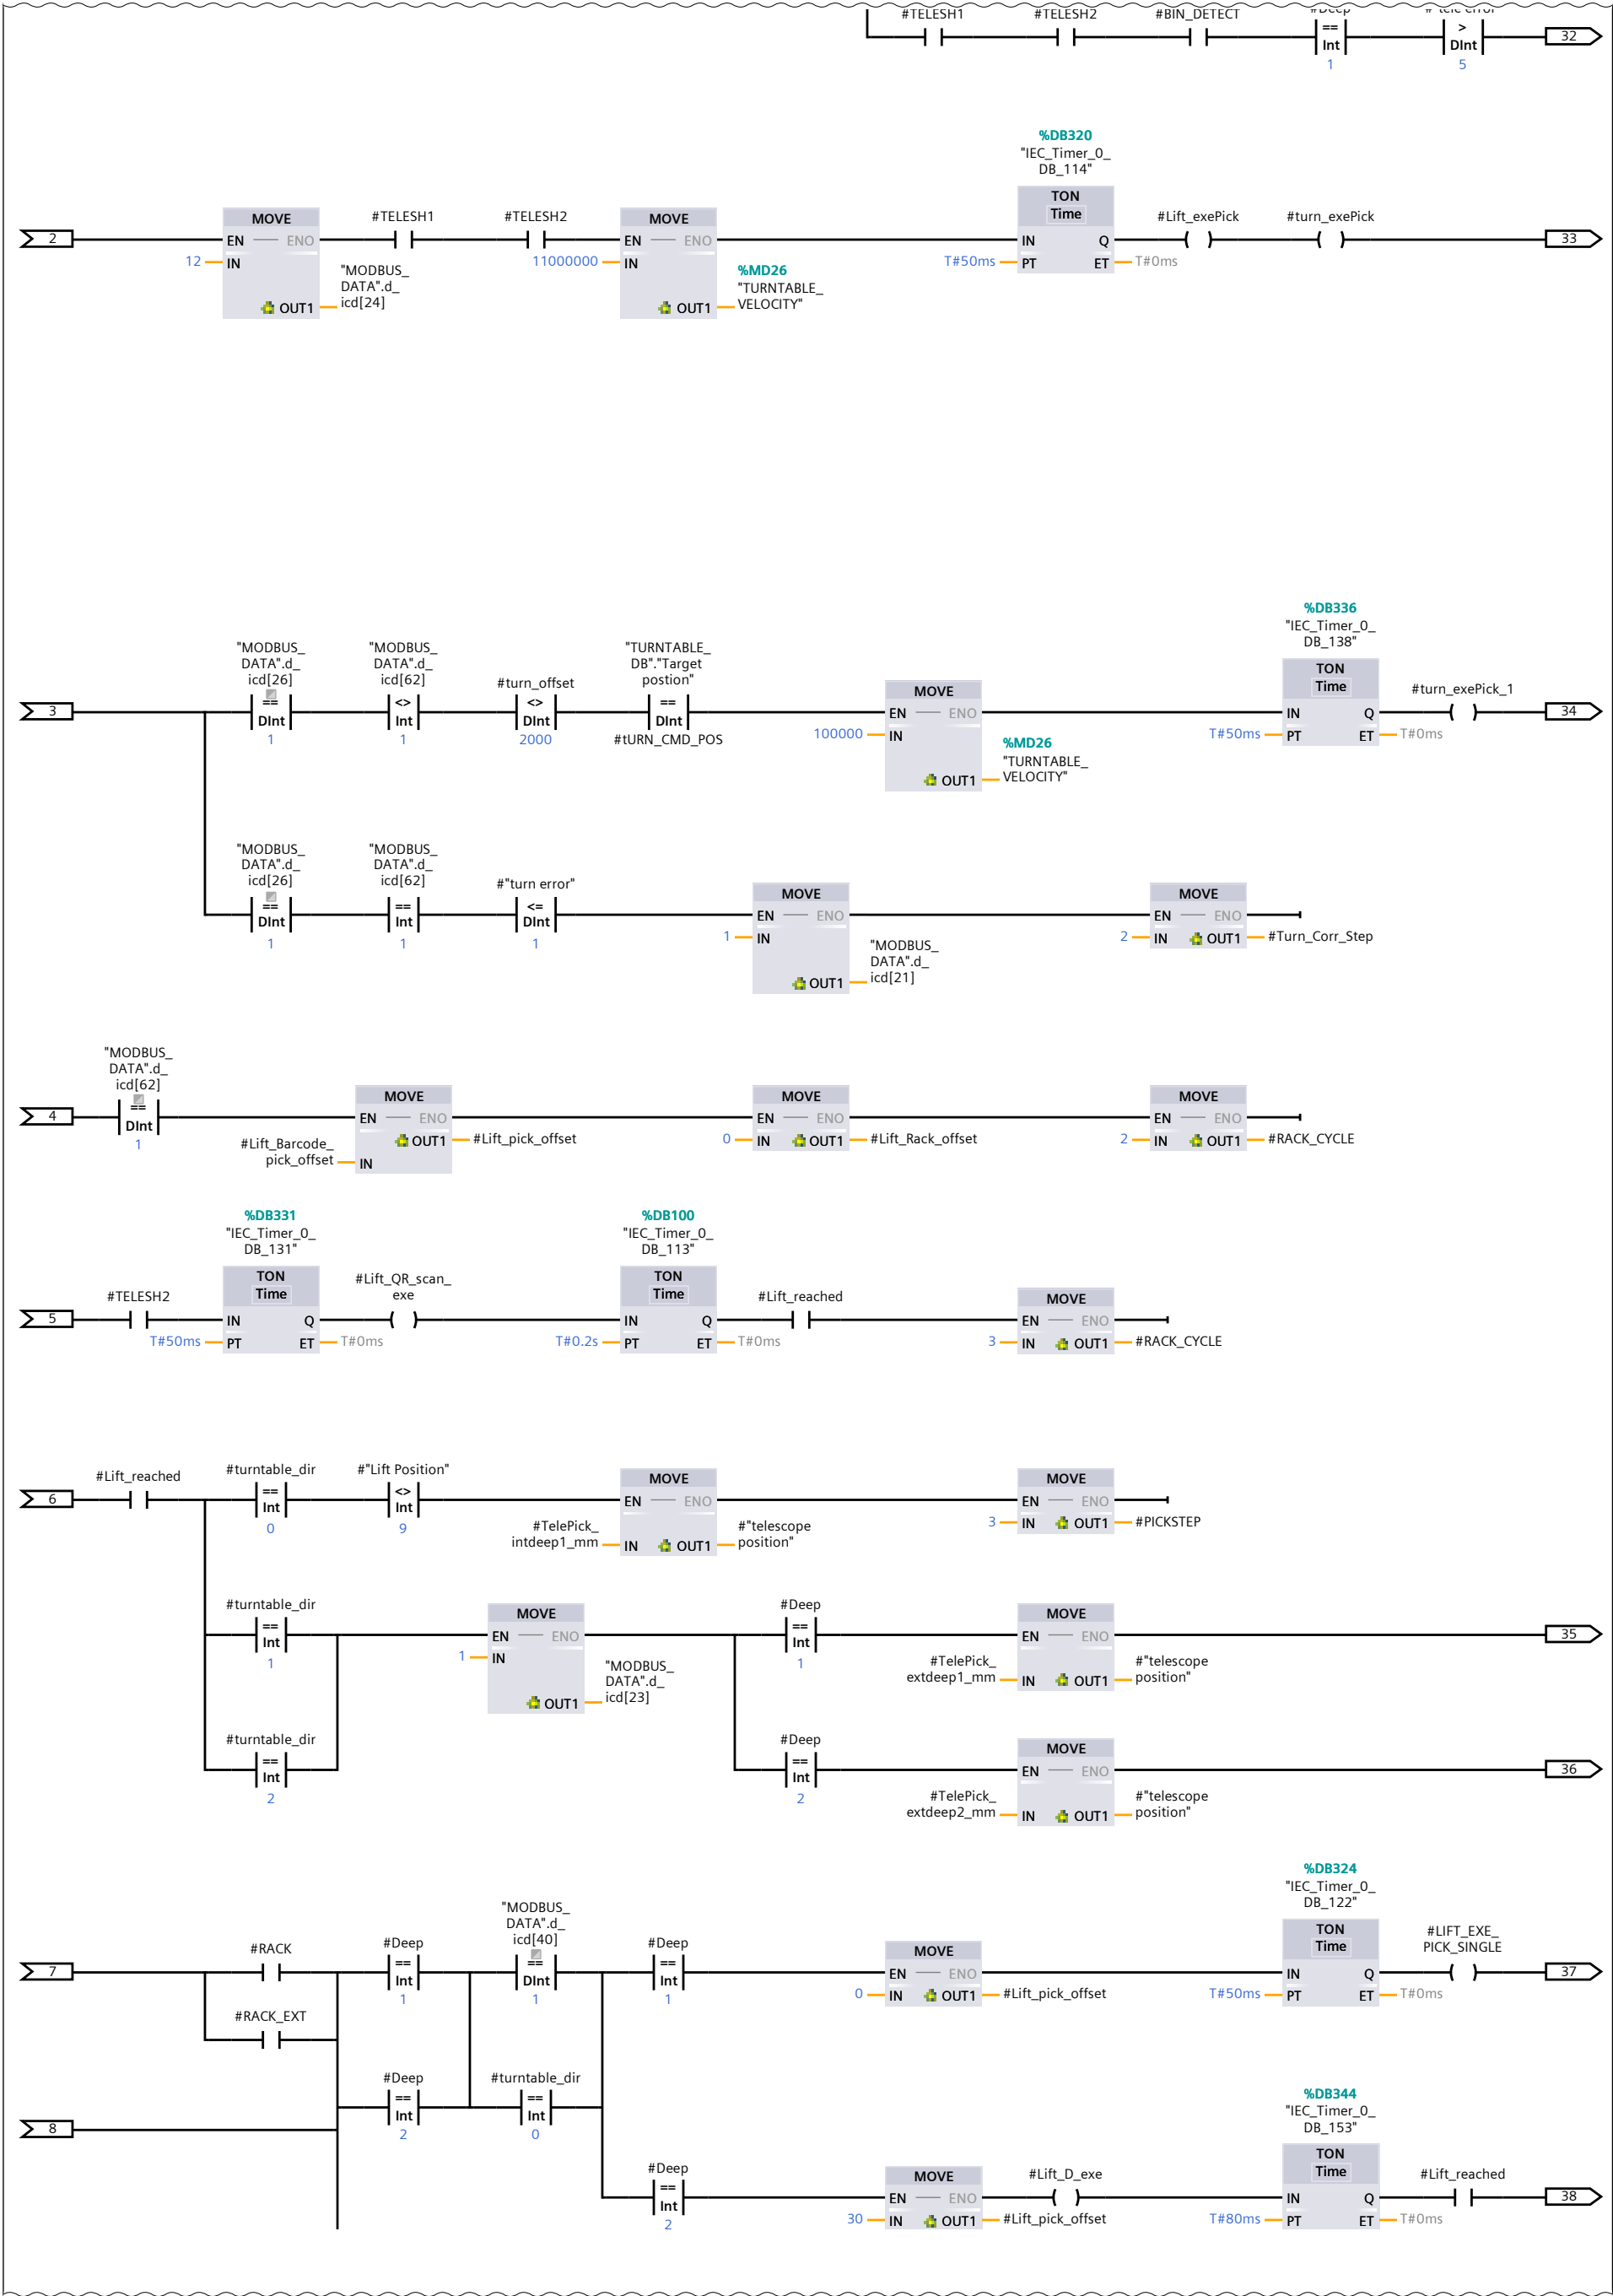 #TELESH1 #TELESH2 #BIN_DETECT
== > 32
Int DInt
1 5
%DB320
"IEC_Timer_0_
DB_114"
TON
Time
MOVE #TELESH1 #TELESH2 MOVE #Lift_exePick #turn_exePick
2 EN ENO EN ENO IN Q 33
12 IN "MODBUS_ 11000000 IN T#50ms PT ET T#0ms
DATA".d_ %MD26
icd[24] "TURNTABLE_
OUT1 OUT1 VELOCITY"
%DB336
"IEC_Timer_0_
DB_138"
"MODBUS_ "MODBUS_ "TURNTABLE_
DATA".d_ DATA".d_ DB"."Target
icd[26] icd[62] #turn_offset postion" MOVE TON
Time #turn_exePick_1
3 == <> <> == EN ENO IN Q 34
DInt Int DInt DInt
1 1 2000 #tURN_CMD_POS 100000 IN T#50ms PT ET T#0ms
%MD26
"TURNTABLE_
OUT1 VELOCITY"
"MODBUS_ "MODBUS_
DATA".d_ DATA".d_
icd[26] icd[62] #"turn error" MOVE MOVE
== == <= EN ENO EN ENO
DInt Int DInt
1 1 1 1 IN "MODBUS_ 2 IN OUT1 #Turn_Corr_Step
DATA".d_
OUT1 icd[21]
"MODBUS_
DATA".d_
icd[62] MOVE MOVE MOVE
4 == EN ENO EN ENO EN ENO
DInt OUT1 #Lift_pick_offset 0 IN OUT1 #Lift_Rack_offset 2 IN OUT1 #RACK_CYCLE
1 #Lift_Barcode_
pick_offset IN
%DB331 %DB100
"IEC_Timer_0_ "IEC_Timer_0_
DB_131" DB_113"
#TELESH2 TON #Lift_QR_scan_ TON #Lift_reached MOVE
Time exe Time
5 IN Q IN Q EN ENO
T#50ms PT ET T#0ms T#0.2s PT ET T#0ms 3 IN OUT1 #RACK_CYCLE
#Lift_reached #turntable_dir #"Lift Position" MOVE MOVE
6 == <> EN ENO EN ENO
Int Int
0 9 #TelePick_ #"telescope 3 IN OUT1 #PICKSTEP
intdeep1_mm IN OUT1 position"
#turntable_dir MOVE #Deep MOVE
== EN ENO == EN ENO 35
Int Int
1 1 IN "MODBUS_ 1 #TelePick_ #"telescope
DATA".d_ extdeep1_mm IN OUT1 position"
OUT1 icd[23]
#turntable_dir #Deep MOVE
== == EN ENO 36
Int Int
2 2 #TelePick_ #"telescope
extdeep2_mm IN OUT1 position"
%DB324
"IEC_Timer_0_
DB_122"
"MODBUS_
DATA".d_
icd[40] TON #LIFT_EXE_
#RACK #Deep #Deep MOVE Time PICK_SINGLE
7 == == == EN ENO IN Q 37
Int DInt Int
1 1 1 0 IN OUT1 #Lift_pick_offset T#50ms PT ET T#0ms
#RACK_EXT
#Deep #turntable_dir %DB344
== == "IEC_Timer_0_
Int Int DB_153"
8 2 0
#Deep MOVE #Lift_D_exe TON #Lift_reached
Time
== EN ENO IN Q 38
Int
2 30 IN OUT1 #Lift_pick_offset T#80ms PT ET T#0ms